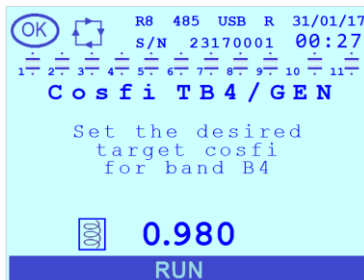 OK R8 485 USB R 31/01/17
S/N 23170001 00:27
1 2 3 4 5 6 7 8 9 10 11
Cosfi TB4/GEN
Set the desired
target cosfi
for band B4
0.980
RUN